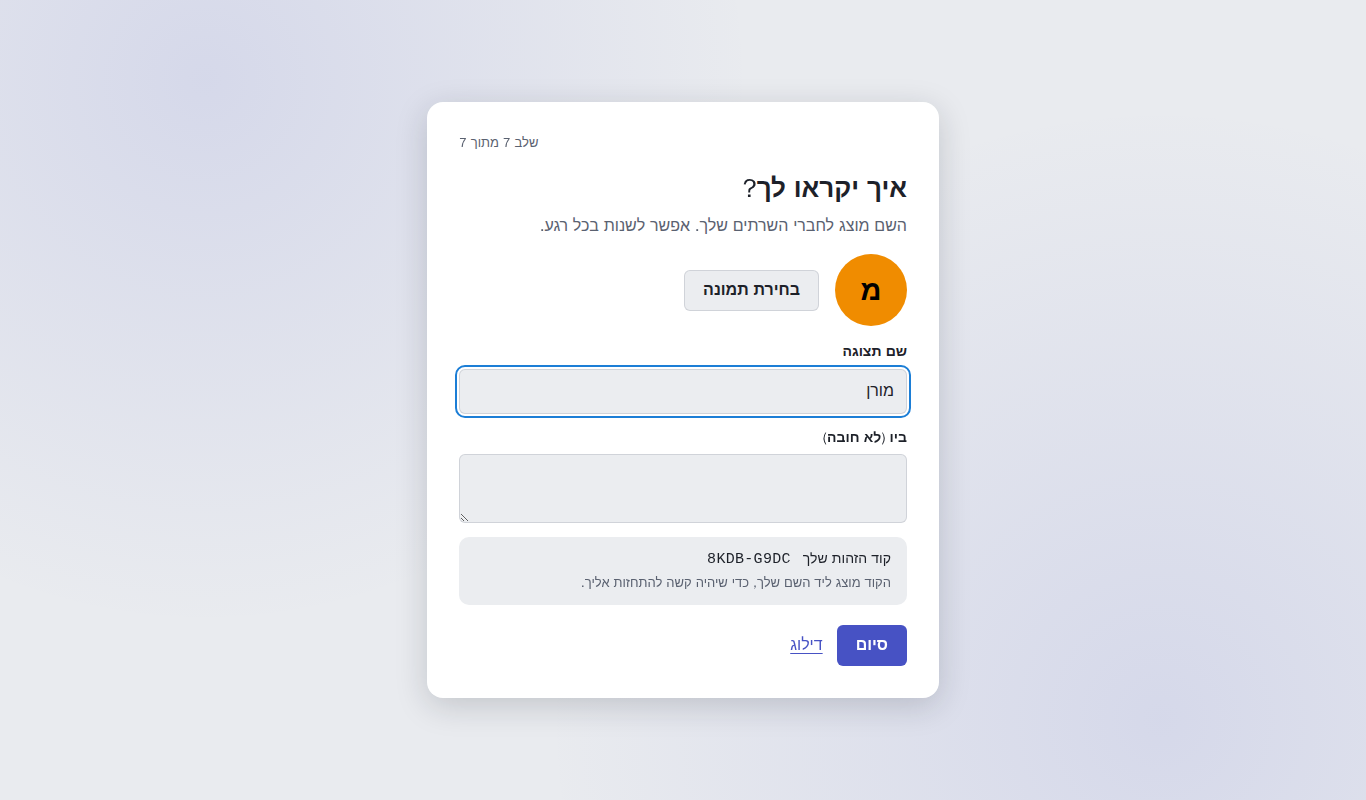 שלב 7 מתוך 7
איך יקראו לך?
השם מוצג לחברי השרתים שלך. אפשר לשנות בכל רגע.
מ
בחירת תמונה
שם תצוגה
מורן
ביו (לא חובה)
קוד הזהות שלך 8KDB-G9DC
הקוד מוצג ליד השם שלך, כדי שיהיה קשה להתחזות אליך.
סיום
דילוג